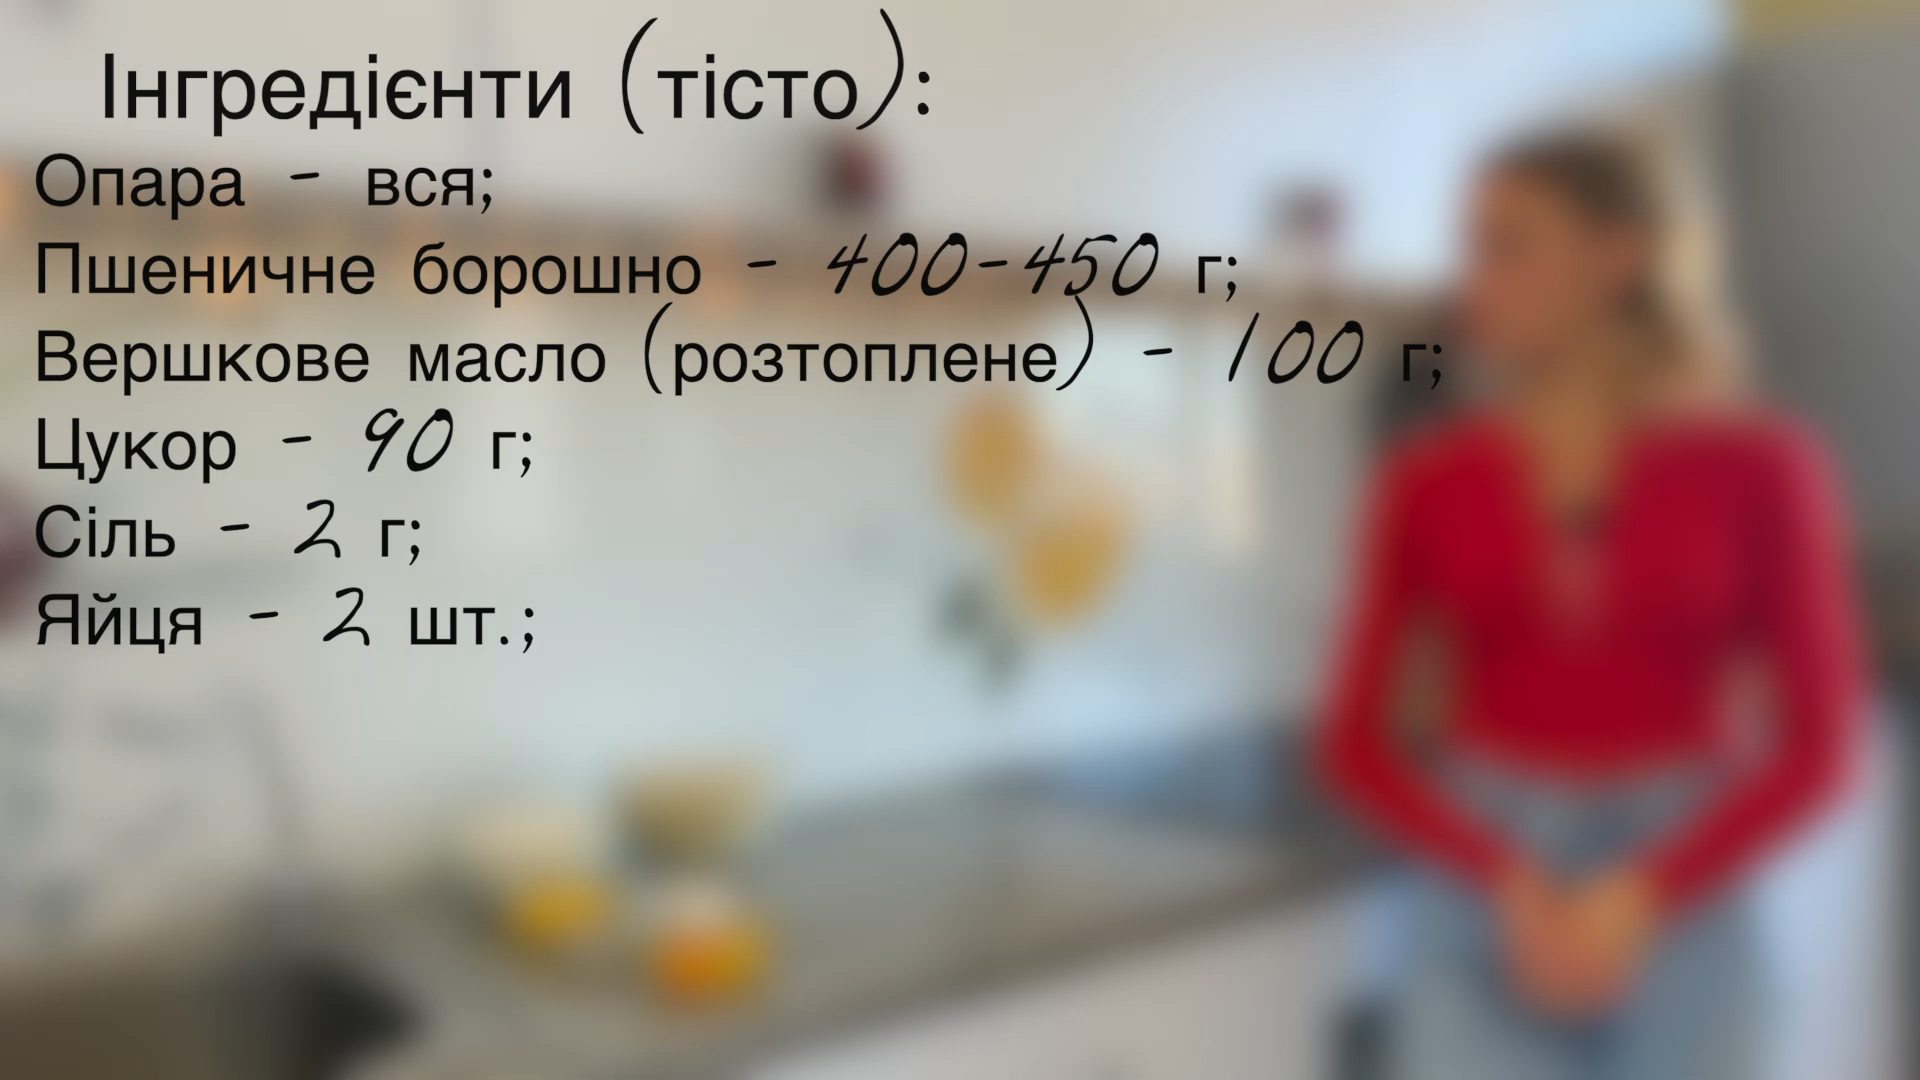 Інгредієнти (тісто):
Опара - вся;
Пшеничне борошно - 400-450 г;
Вершкове масло (розтоплене) - 100 г;
Цукор - 90 г;
Сіль - 2 г;
Яйця - 2 шт.;